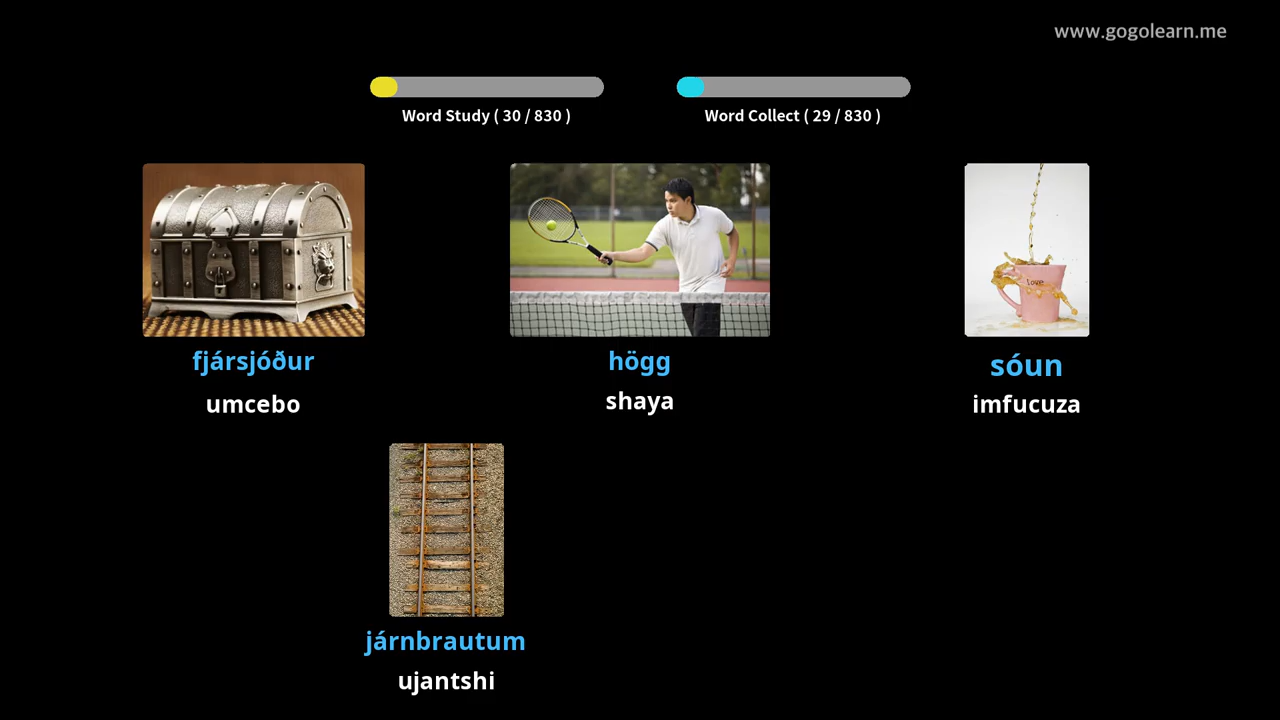 www.gogolearn.me
Word Study ( 30 / 830 )
Word Collect ( 29 / 830 )
fjársjóður
umcebo
högg
shaya
Love
sóun
imfucuza
járnbrautum
ujantshi